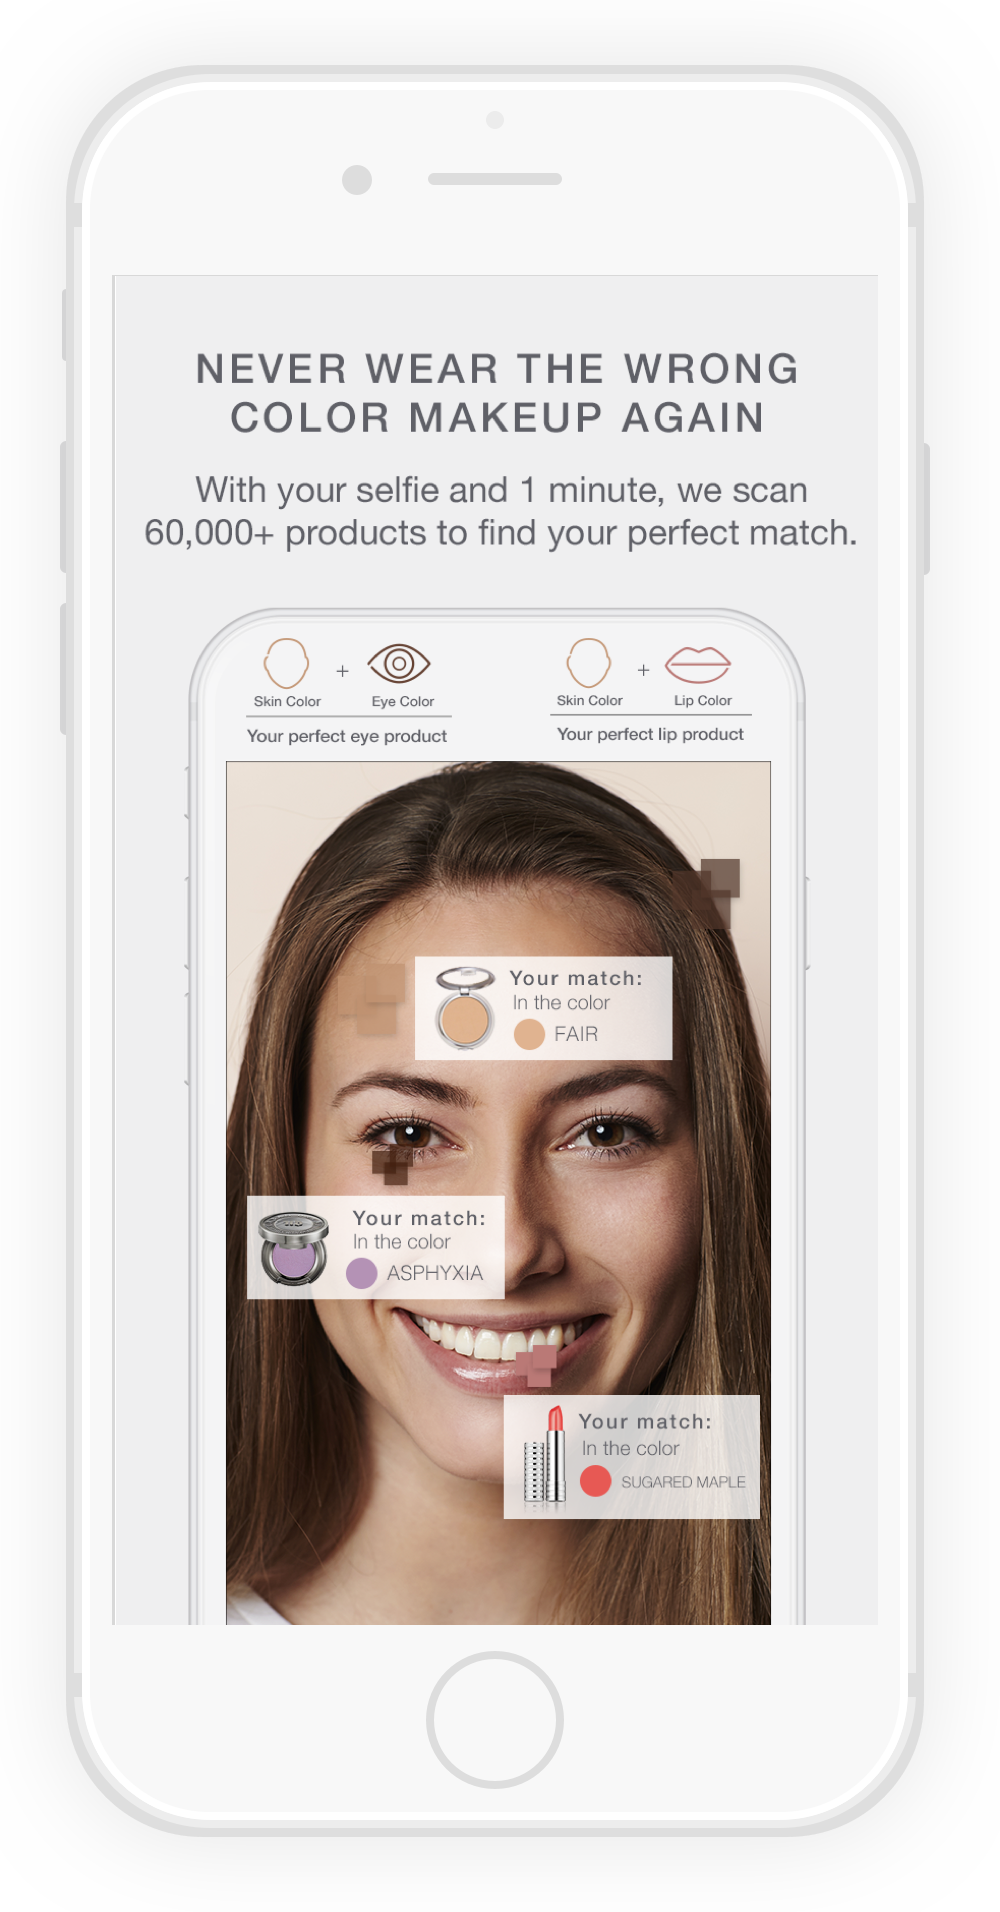 NEVER WEAR THE WRONG
COLOR MAKEUP AGAIN
With your selfie and 1 minute, we scan
60,000+ products to find your perfect match.
Skin Color + Eye Color
Your perfect eye product
Skin Color + Lip Color
Your perfect lip product
Your match:
In the color
FAIR
Your match:
In the color
ASPHYXIA
Your match:
In the color
SUGARED MAPLE